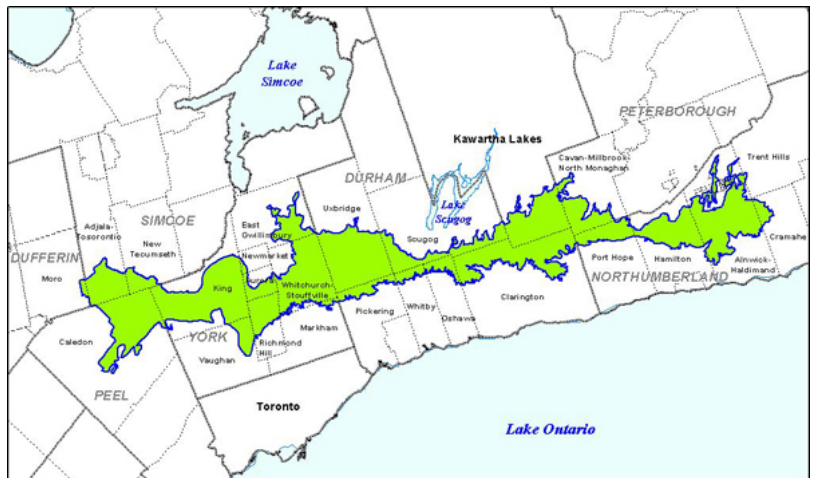 Lake
Simcoe
PETERBOROUGH
Kawartha Lakes
Cavan-Millbrook-
North Monaghan
Trent Hills
DURHAM
Lake
Scugog
Uxbridge
Adjala-
Tosorontio
SIMCOE
East
Gwillimbury
Scugog
Cramahe
New
Tecumseth
Newmarket
DUFFERIN
Mono
Aurora
Port Hope
Hamilton
Alnwick-
Haldimand
NORTHUMBERLAND
King
Whitchurch-
Stouffville
Clarington
Whitby
Pickering
Oshawa
Markham
YORK
Caledon
Richmond
Hill
Vaughan
PEEL
Toronto
Lake Ontario